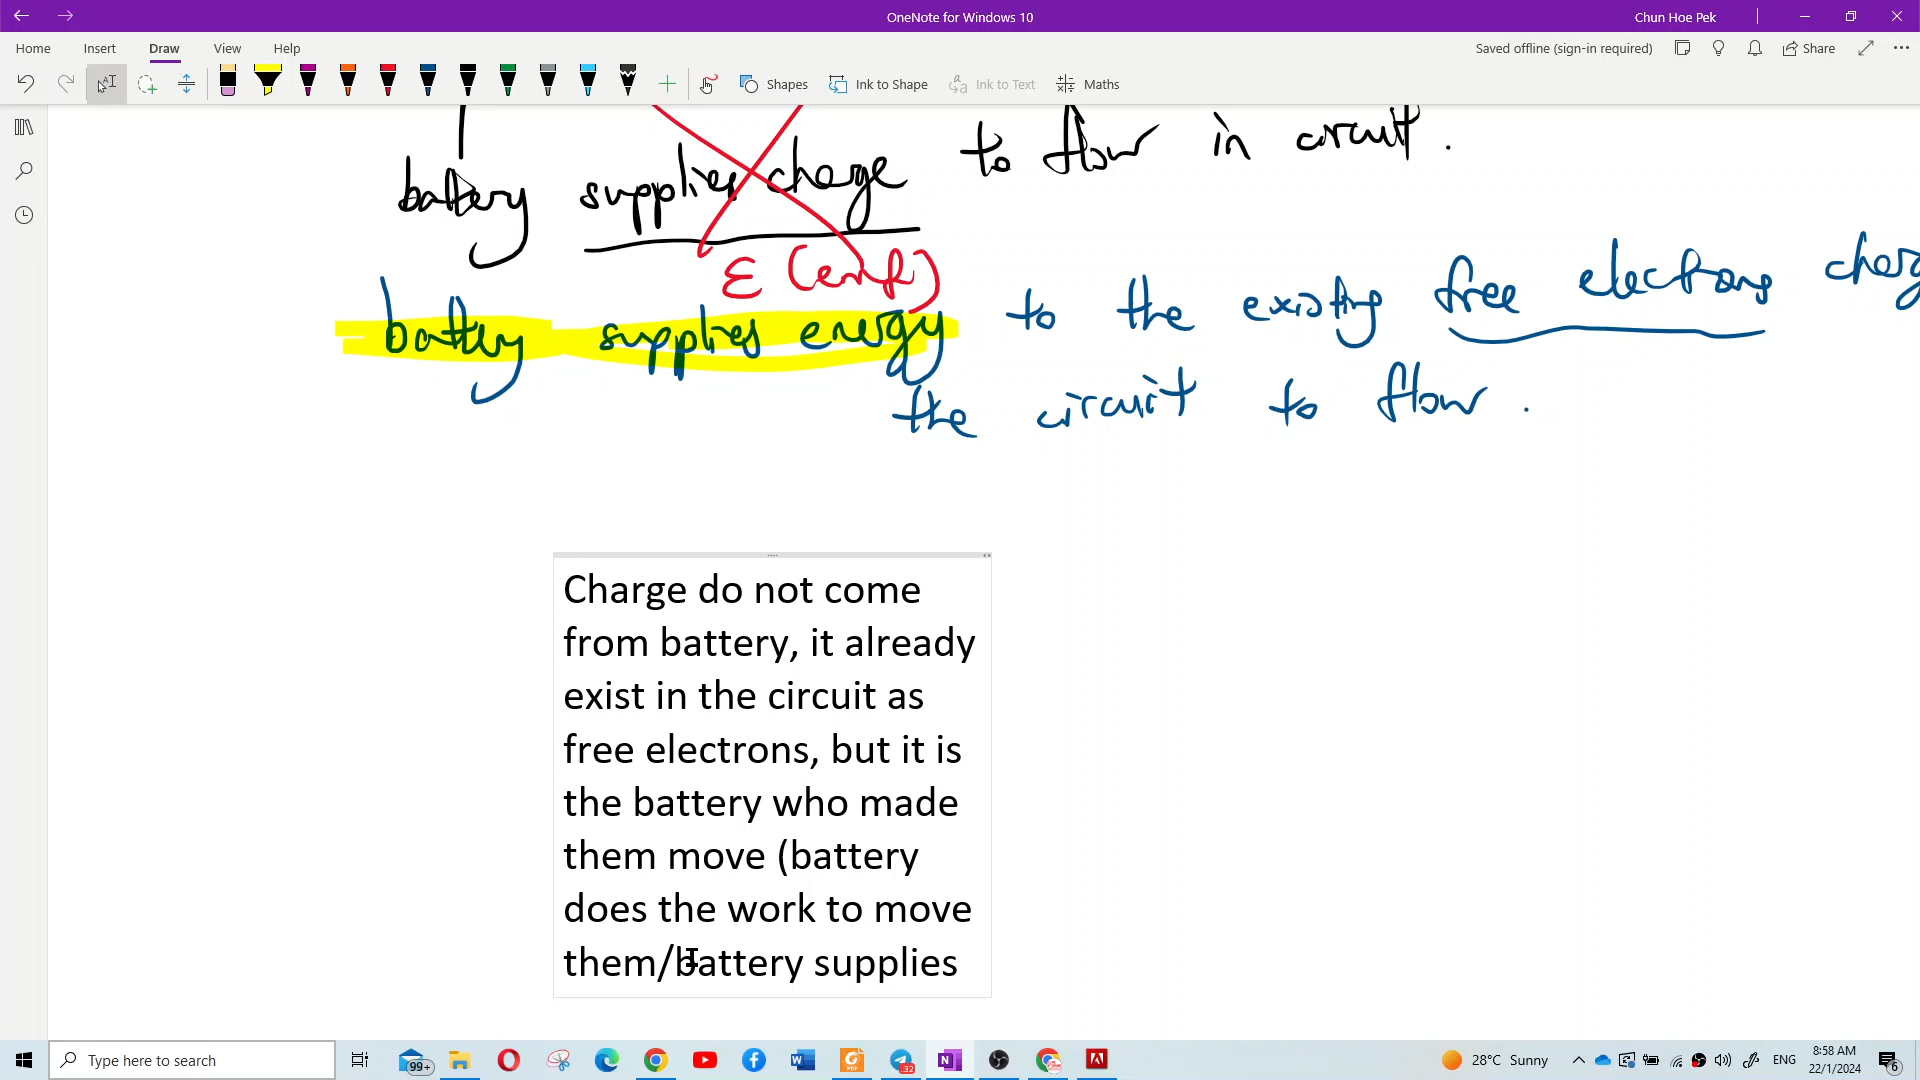 OneNote for Windows 10
Chun Hoe Pek
Home Insert Draw View Help
Saved offline (sign-in required) Share
Shapes Ink to Shape Ink to Text Maths
to flow in circuit.
battery supplies charge
ε (emf)
battery supplies energy to the existing free electrons
the circuit to flow.
Charge do not come
from battery, it already
exist in the circuit as
free electrons, but it is
the battery who made
them move (battery
does the work to move
them/battery supplies
Type here to search
99+
32
28°C Sunny
ENG
8:58 AM
22/1/2024
6